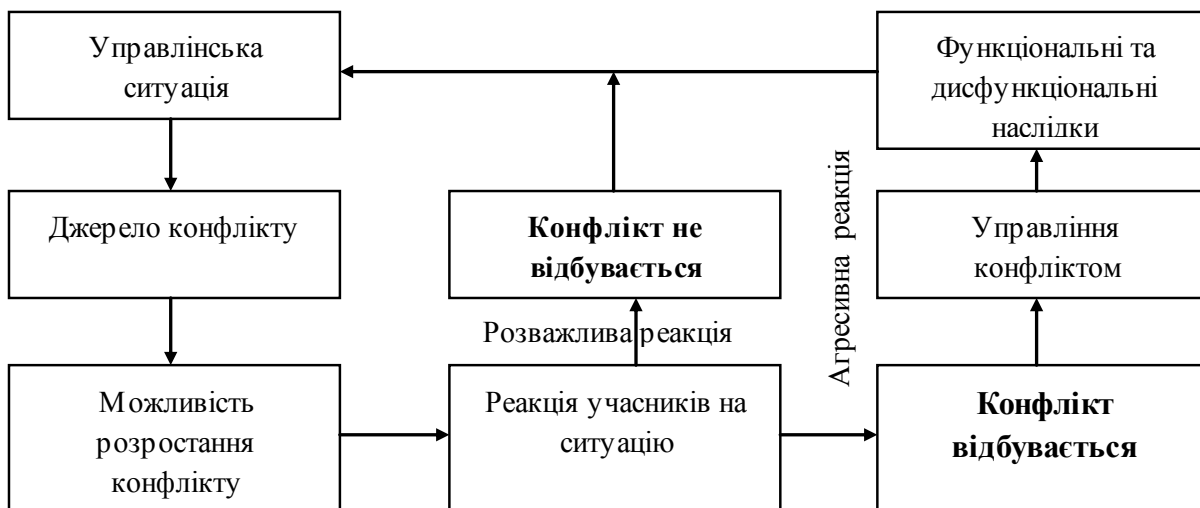 Управлінська
ситуація
Функціональні та
дисфункціональні
наслідки
Джерело конфлікту
Конфлікт не
відбувається
Агресивна реакція
Управління
конфліктом
Розважлива реакція
Можливість
розростання
конфлікту
Реакція учасників на
ситуацію
Конфлікт
відбувається